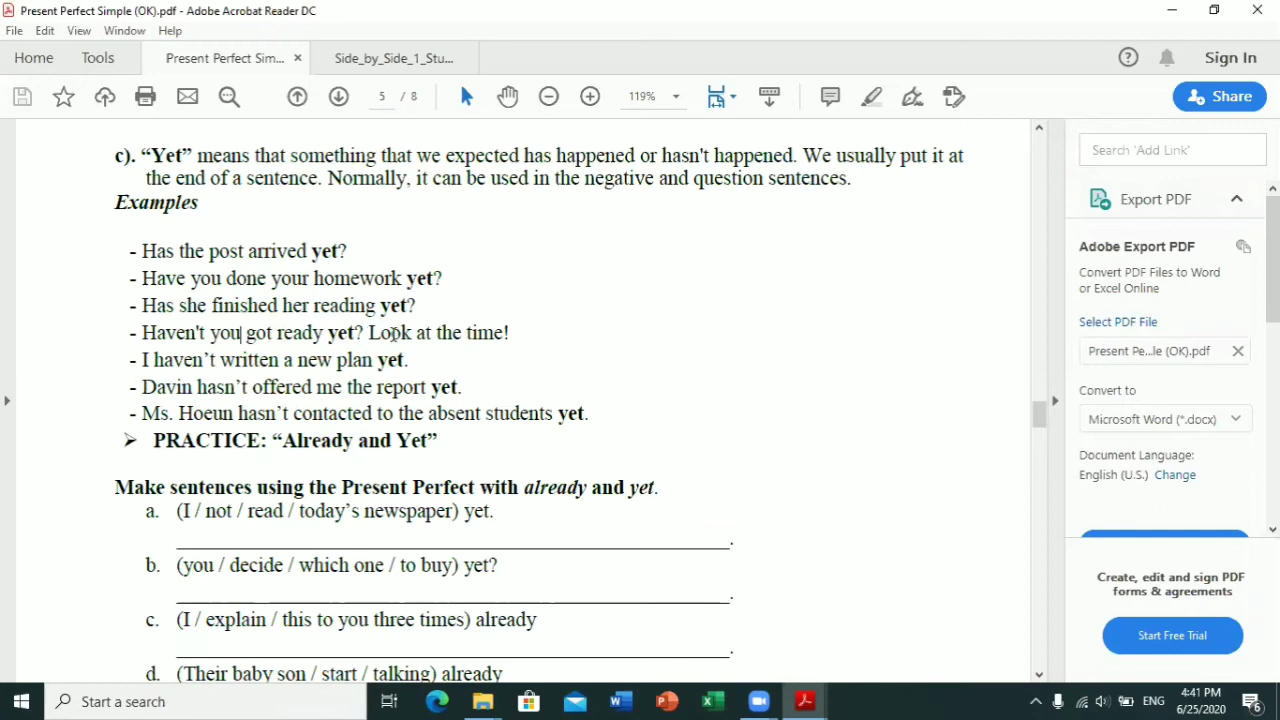 Present Perfect Simple (OK).pdf - Adobe Acrobat Reader DC
File Edit View Window Help
Home Tools Present Perfect Sim... × Side_by_Side_1_Stu... Sign In
5 / 8 119% Share
c). “Yet” means that something that we expected has happened or hasn't happened. We usually put it at
the end of a sentence. Normally, it can be used in the negative and question sentences.
Examples
- Has the post arrived yet?
- Have you done your homework yet?
- Has she finished her reading yet?
- Haven't you got ready yet? Look at the time!
- I haven’t written a new plan yet.
- Davin hasn’t offered me the report yet.
- Ms. Hoeun hasn’t contacted to the absent students yet.
➢ PRACTICE: “Already and Yet”
Make sentences using the Present Perfect with already and yet.
a. (I / not / read / today’s newspaper) yet.
______________________________.
b. (you / decide / which one / to buy) yet?
______________________________.
c. (I / explain / this to you three times) already
______________________________.
d. (Their baby son / start / talking) already
Search 'Add Link'
Export PDF
Adobe Export PDF
Convert PDF Files to Word
or Excel Online
Select PDF File
Present Pe...le (OK).pdf
Convert to
Microsoft Word (*.docx)
Document Language:
English (U.S.) Change
Create, edit and sign PDF
forms & agreements
Start Free Trial
Start a search
ENG
4:41 PM
6/25/2020
6